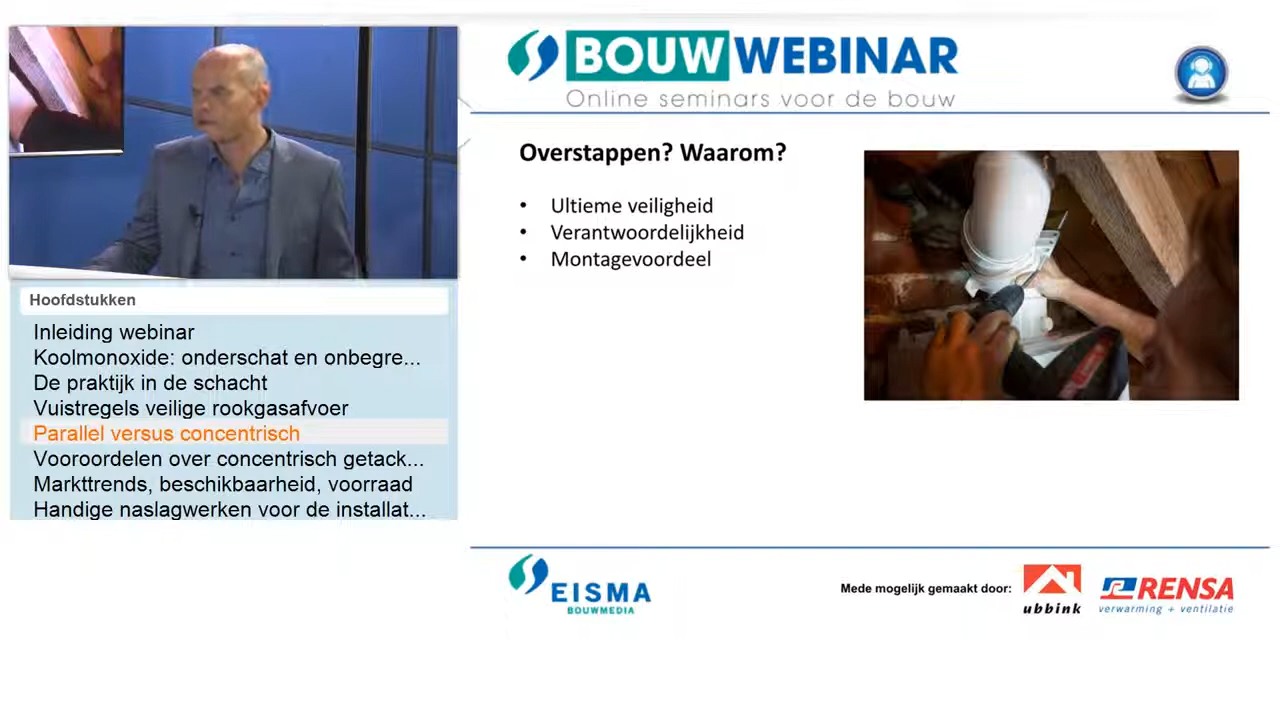 BOUWWEBINAR
Online seminars voor de bouw
Overstappen? Waarom?
• Ultieme veiligheid
• Verantwoordelijkheid
• Montagevoordeel
Hoofdstukken
Inleiding webinar
Koolmonoxide: onderschat en onbegre...
De praktijk in de schacht
Vuistregels veilige rookgasafvoer
Parallel versus concentrisch
Vooroordelen over concentrisch getack...
Markttrends, beschikbaarheid, voorraad
Handige naslagwerken voor de installat...
EISMA
BOUWMEDIA
Mede mogelijk gemaakt door:
ubbink
RENSA
verwarming + ventilatie